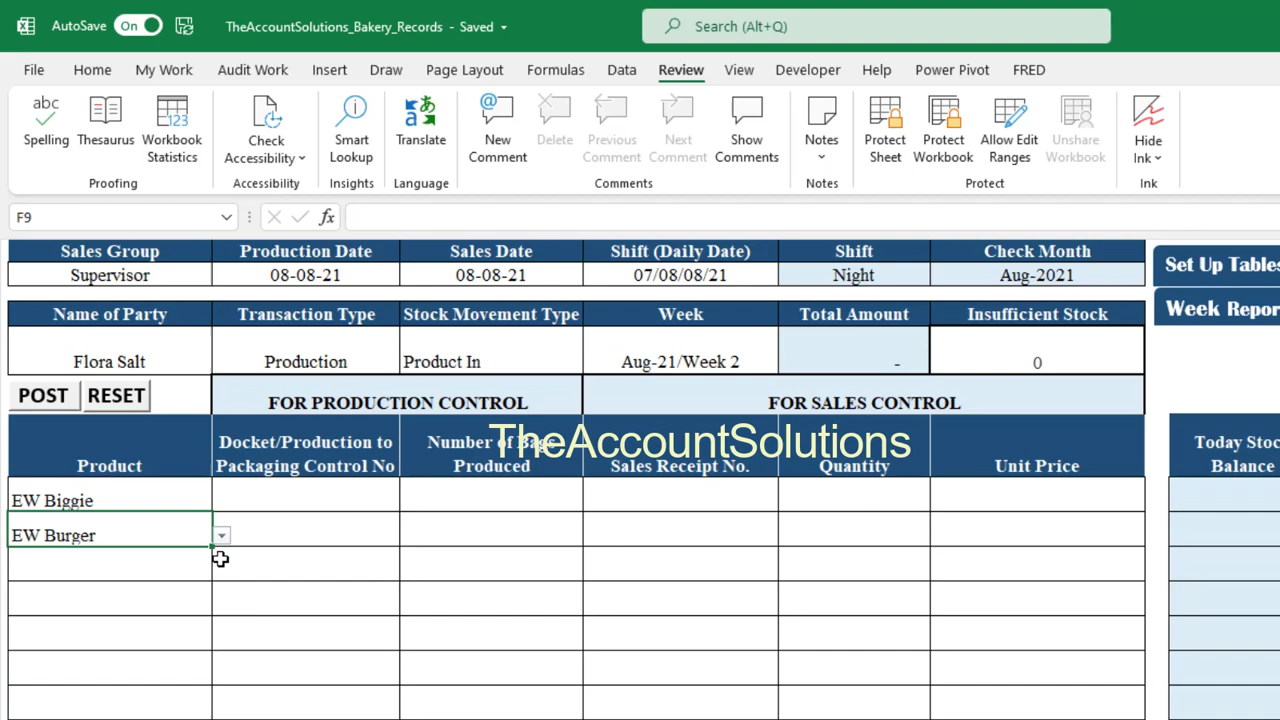 AutoSave On TheAccountSolutions_Bakery_Records - Saved Search (Alt+Q)
File Home My Work Audit Work Insert Draw Page Layout Formulas Data Review View Developer Help Power Pivot FRED
abc
Spelling
Thesaurus
Workbook Statistics
Proofing
Check Accessibility
Accessibility
Smart Lookup
Insights
Translate
Language
New Comment
Delete
Previous Comment
Next Comment
Show Comments
Comments
Notes
Notes
Protect Sheet
Protect Workbook
Allow Edit Ranges
Unshare Workbook
Protect
Hide Ink
Ink
F9 fx
Sales Group Production Date Sales Date Shift (Daily Date) Shift Check Month
Supervisor 08-08-21 08-08-21 07/08/08/21 Night Aug-2021
Set Up Tables
Week Repor
Name of Party Transaction Type Stock Movement Type Week Total Amount Insufficient Stock
Flora Salt Production Product In Aug-21/Week 2 - 0
POST RESET FOR PRODUCTION CONTROL FOR SALES CONTROL
TheAccountSolutions
Product
Docket/Production to
Packaging Control No
Number of Bags
Produced
Sales Receipt No.
Quantity
Unit Price
Today Stoc
Balance
EW Biggie
EW Burger